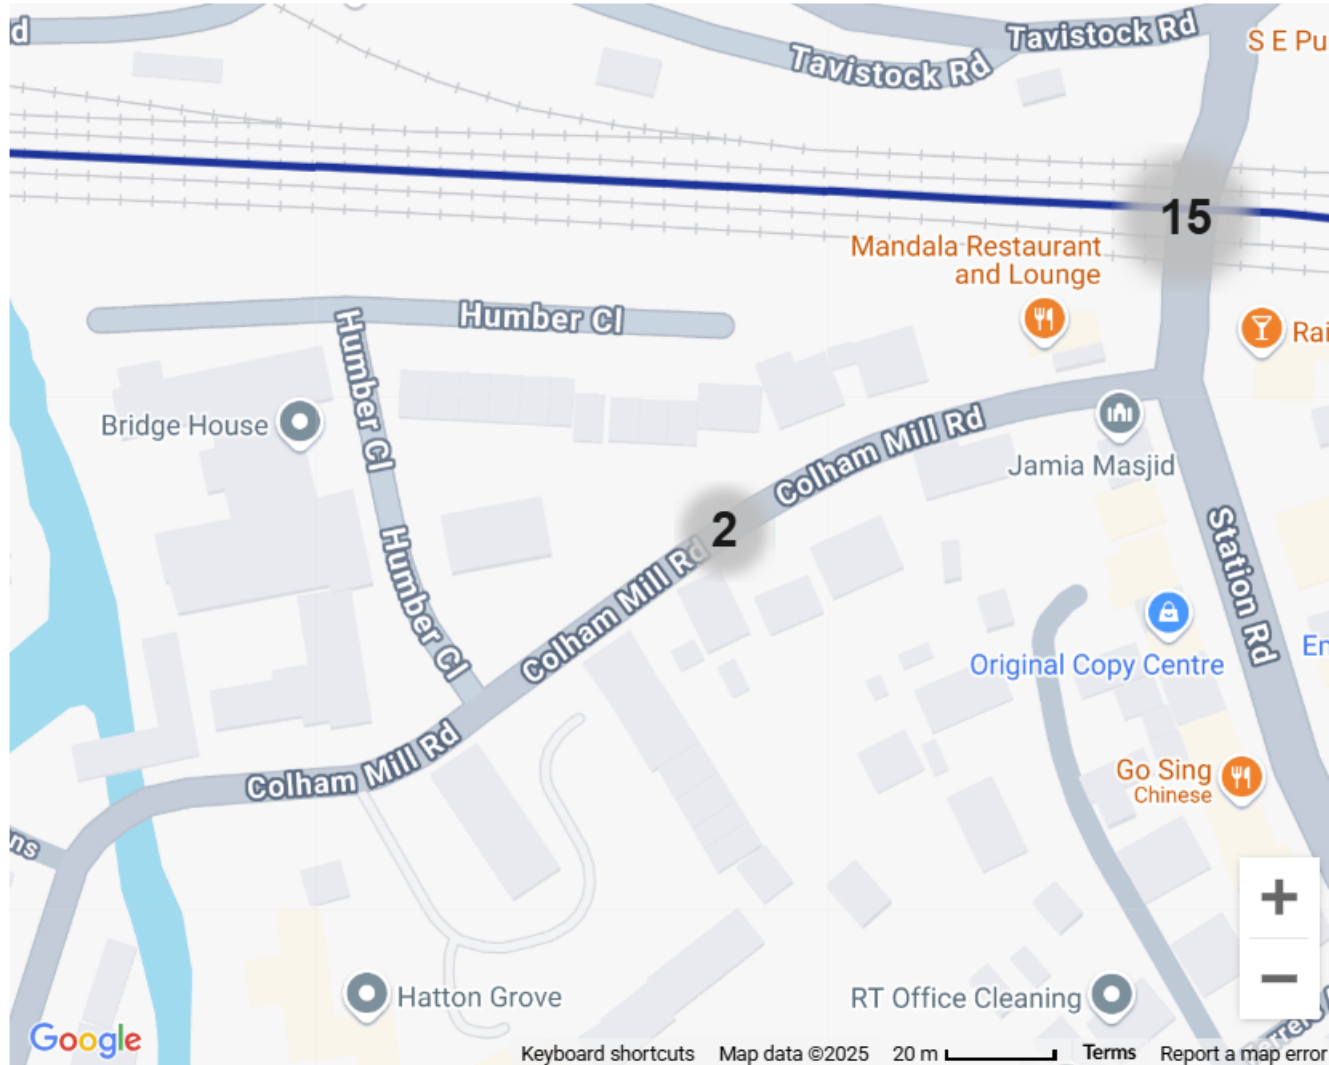 d
Tavistock Rd
Tavistock Rd
S E Pu
15
Mandala Restaurant
and Lounge
Rai
Humber Cl
Humber Cl
Bridge House
Colham Mill Rd
Jamia Masjid
2
Station Rd
Humber Cl
Colham Mill Rd
Original Copy Centre
En
Colham Mill Rd
Go Sing
Chinese
ns
+
−
Hatton Grove
RT Office Cleaning
Google
Keyboard shortcuts Map data ©2025 20 m Terms Report a map error